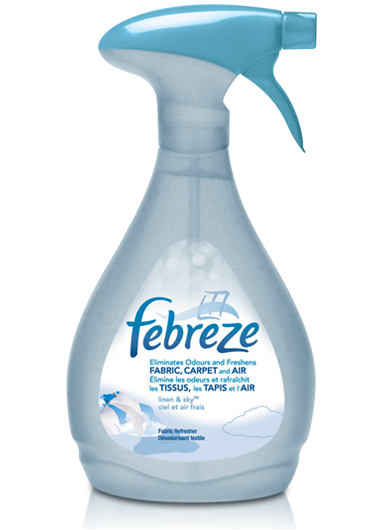 febreze
Eliminates Odours and Freshens
FABRIC, CARPET and AIR
Élimine les odeurs et rafraîchit
les TISSUS, les TAPIS et l'AIR
linen & sky™
ciel et air frais
Fabric Refresher
Désodorisant textile